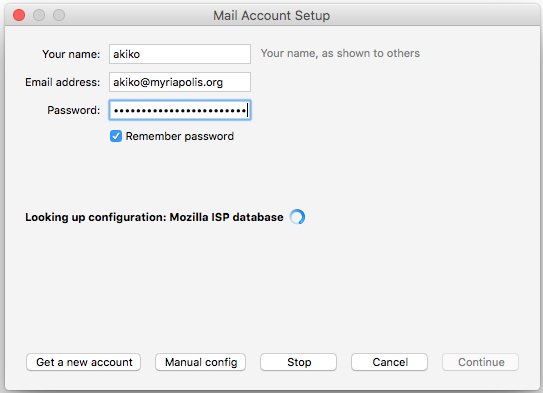 Mail Account Setup
Your name: akiko Your name, as shown to others
Email address: akiko@myriapolis.org
Password: ••••••••••••••••••••••••
Remember password
Looking up configuration: Mozilla ISP database
Get a new account Manual config Stop Cancel Continue